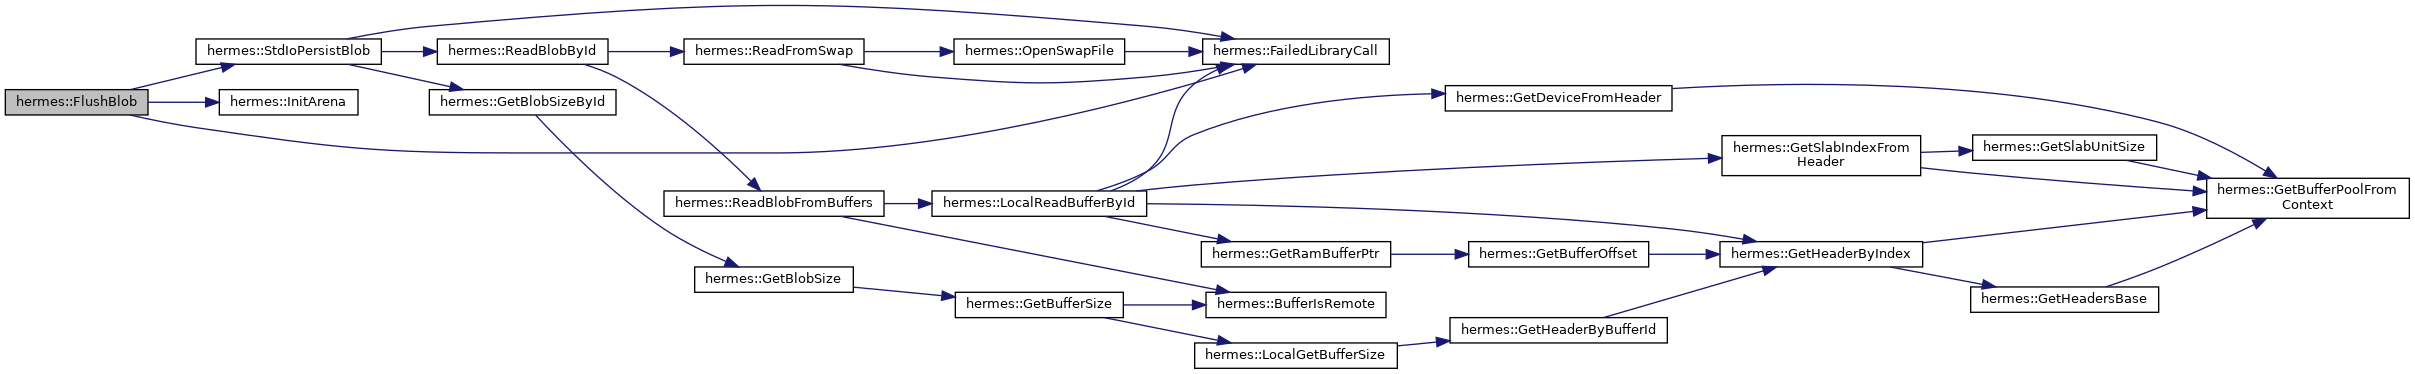 hermes::FlushBlob
hermes::StdIoPersistBlob
hermes::InitArena
hermes::ReadBlobById
hermes::GetBlobSizeById
hermes::ReadFromSwap
hermes::ReadBlobFromBuffers
hermes::GetBlobSize
hermes::OpenSwapFile
hermes::LocalReadBufferById
hermes::GetBufferSize
hermes::FailedLibraryCall
hermes::GetRamBufferPtr
hermes::BufferIsRemote
hermes::LocalGetBufferSize
hermes::GetDeviceFromHeader
hermes::GetBufferOffset
hermes::GetHeaderByBufferId
hermes::GetSlabIndexFrom
Header
hermes::GetHeaderByIndex
hermes::GetSlabUnitSize
hermes::GetHeadersBase
hermes::GetBufferPoolFrom
Context